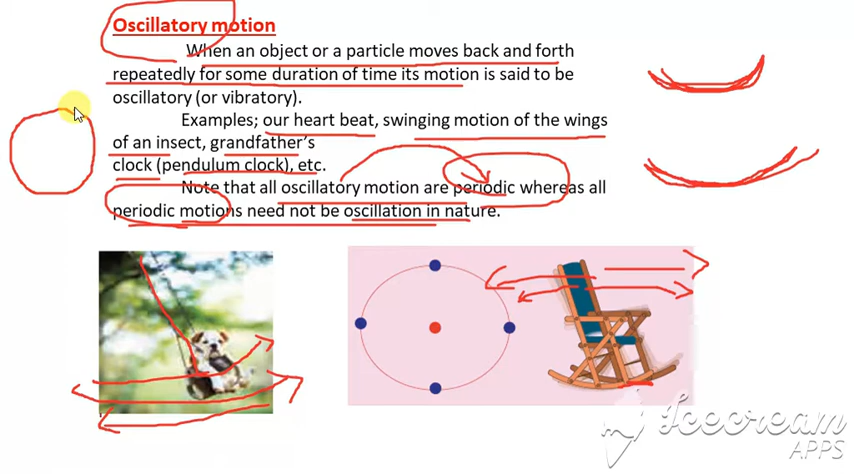 Oscillatory motion
When an object or a particle moves back and forth
repeatedly for some duration of time its motion is said to be
oscillatory (or vibratory).
Examples; our heart beat, swinging motion of the wings
of an insect, grandfather's
clock (pendulum clock), etc.
Note that all oscillatory motion are periodic whereas all
periodic motions need not be oscillation in nature.
Icecream
APPS